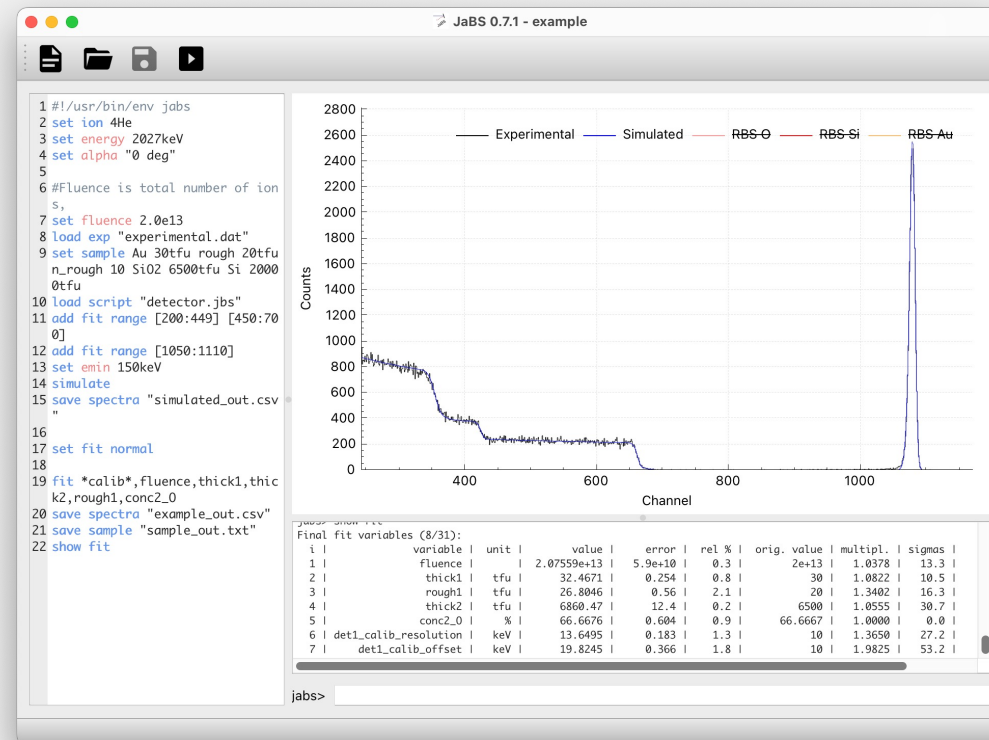 JaBS 0.7.1 - example
1 #!/usr/bin/env jabs
2 set ion 4He
3 set energy 2027keV
4 set alpha "0 deg"
5
6 #Fluence is total number of ion
s,
7 set fluence 2.0e13
8 load exp "experimental.dat"
9 set sample Au 30tfu rough 20tfu
n_rough 10 SiO2 6500tfu Si 2000
0tfu
10 load script "detector.jbs"
11 add fit range [200:449] [450:70
0]
12 add fit range [1050:1110]
13 set emin 150keV
14 simulate
15 save spectra "simulated_out.csv
"
16
17 set fit normal
18
19 fit *calib*,fluence,thick1,thic
k2,rough1,conc2_O
20 save spectra "example_out.csv"
21 save sample "sample_out.txt"
22 show fit
Counts
2800
2600
2400
2200
2000
1800
1600
1400
1200
1000
800
600
400
200
0
Experimental Simulated RBS O RBS Si RBS Au
400 600 800 1000
Channel
jabs> show fit
Final fit variables (8/31):
i | variable | unit | value | error | rel % | orig. value | multipl. | sigmas |
1 | fluence | | 2.07559e+13 | 5.9e+10 | 0.3 | 2e+13 | 1.0378 | 13.3 |
2 | thick1 | tfu | 32.4671 | 0.254 | 0.8 | 30 | 1.0822 | 10.5 |
3 | rough1 | tfu | 26.8046 | 0.56 | 2.1 | 20 | 1.3402 | 16.3 |
4 | thick2 | tfu | 6860.47 | 12.4 | 0.2 | 6500 | 1.0555 | 30.7 |
5 | conc2_O | % | 66.6676 | 0.604 | 0.9 | 66.6667 | 1.0000 | 0.0 |
6 | det1_calib_resolution | keV | 13.6495 | 0.183 | 1.3 | 10 | 1.3650 | 27.2 |
7 | det1_calib_offset | keV | 19.8245 | 0.366 | 1.8 | 10 | 1.9825 | 53.2 |
jabs>